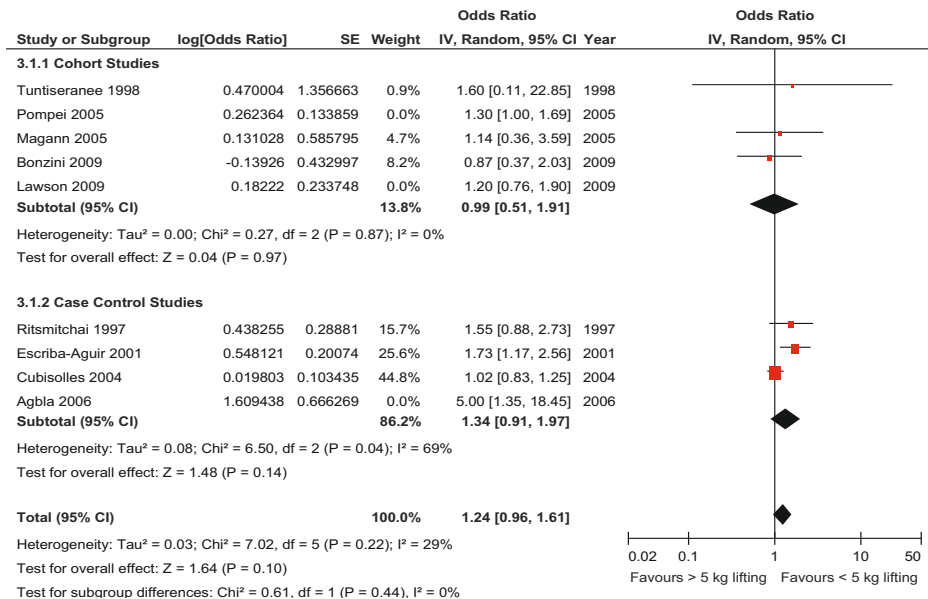 Odds Ratio Odds Ratio
Study or Subgroup log[Odds Ratio] SE Weight IV, Random, 95% CI Year IV, Random, 95% CI
3.1.1 Cohort Studies
Tuntiseranee 1998 0.470004 1.356663 0.9% 1.60 [0.11, 22.85] 1998
Pompei 2005 0.262364 0.133859 0.0% 1.30 [1.00, 1.69] 2005
Magann 2005 0.131028 0.585795 4.7% 1.14 [0.36, 3.59] 2005
Bonzini 2009 -0.13926 0.432997 8.2% 0.87 [0.37, 2.03] 2009
Lawson 2009 0.18222 0.233748 0.0% 1.20 [0.76, 1.90] 2009
Subtotal (95% CI) 13.8% 0.99 [0.51, 1.91]
Heterogeneity: Tau² = 0.00; Chi² = 0.27, df = 2 (P = 0.87); I² = 0%
Test for overall effect: Z = 0.04 (P = 0.97)
3.1.2 Case Control Studies
Ritsmitchai 1997 0.438255 0.28881 15.7% 1.55 [0.88, 2.73] 1997
Escriba-Aguir 2001 0.548121 0.20074 25.6% 1.73 [1.17, 2.56] 2001
Cubisolles 2004 0.019803 0.103435 44.8% 1.02 [0.83, 1.25] 2004
Agbla 2006 1.609438 0.666269 0.0% 5.00 [1.35, 18.45] 2006
Subtotal (95% CI) 86.2% 1.34 [0.91, 1.97]
Heterogeneity: Tau² = 0.08; Chi² = 6.50, df = 2 (P = 0.04); I² = 69%
Test for overall effect: Z = 1.48 (P = 0.14)
Total (95% CI) 100.0% 1.24 [0.96, 1.61]
Heterogeneity: Tau² = 0.03; Chi² = 7.02, df = 5 (P = 0.22); I² = 29%
Test for overall effect: Z = 1.64 (P = 0.10)
Test for subgroup differences: Chi² = 0.61, df = 1 (P = 0.44), I² = 0%
0.02 0.1 1 10 50
Favours > 5 kg lifting Favours < 5 kg lifting